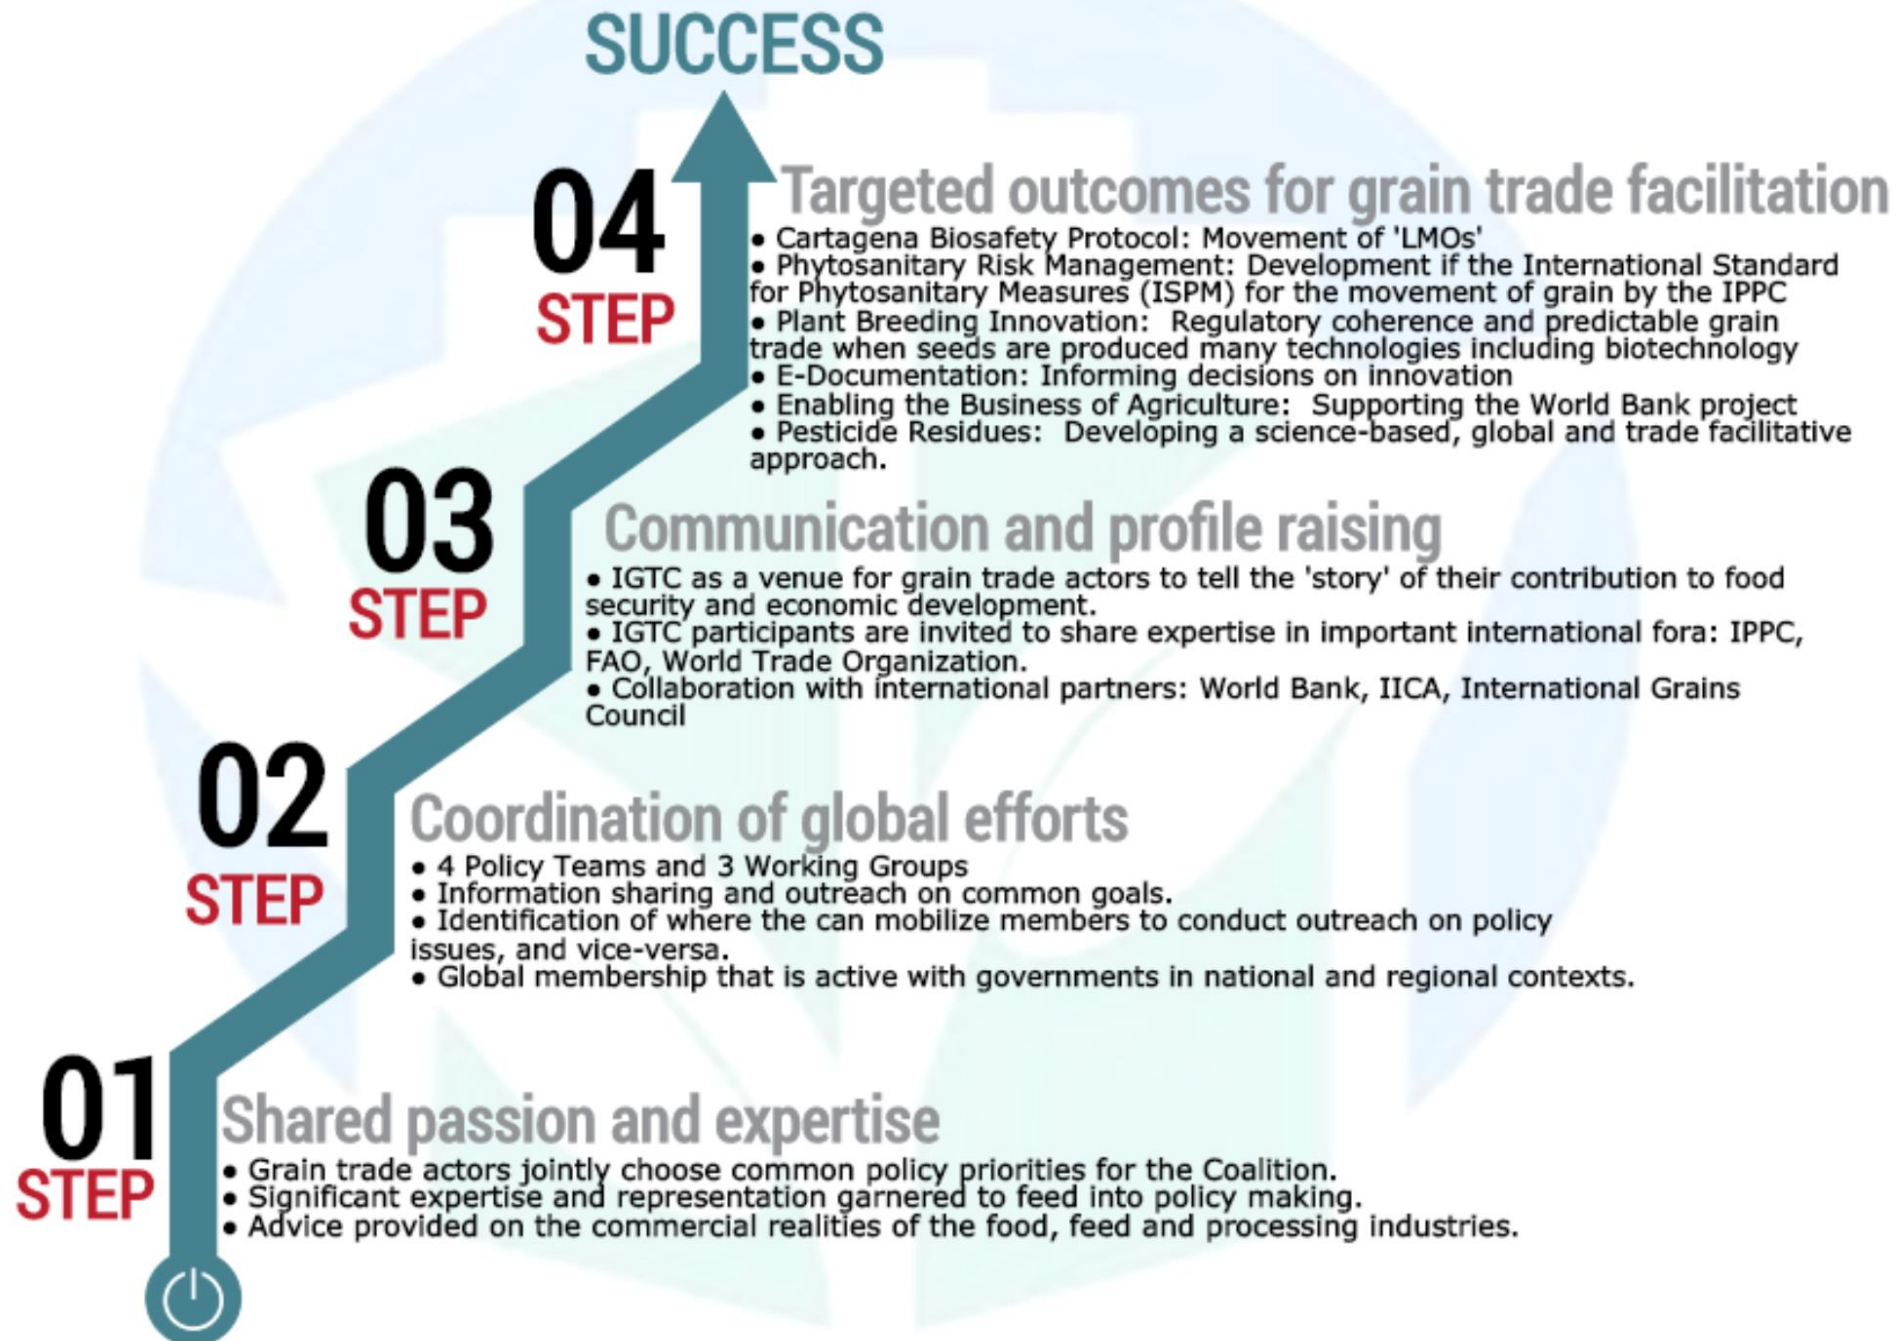 SUCCESS
04
STEP
Targeted outcomes for grain trade facilitation
• Cartagena Biosafety Protocol: Movement of 'LMOs'
• Phytosanitary Risk Management: Development if the International Standard
for Phytosanitary Measures (ISPM) for the movement of grain by the IPPC
• Plant Breeding Innovation: Regulatory coherence and predictable grain
trade when seeds are produced many technologies including biotechnology
• E-Documentation: Informing decisions on innovation
• Enabling the Business of Agriculture: Supporting the World Bank project
• Pesticide Residues: Developing a science-based, global and trade facilitative
approach.
03
STEP
Communication and profile raising
• IGTC as a venue for grain trade actors to tell the 'story' of their contribution to food
security and economic development.
• IGTC participants are invited to share expertise in important international fora: IPPC,
FAO, World Trade Organization.
• Collaboration with international partners: World Bank, IICA, International Grains
Council
02
STEP
Coordination of global efforts
• 4 Policy Teams and 3 Working Groups
• Information sharing and outreach on common goals.
• Identification of where the can mobilize members to conduct outreach on policy
issues, and vice-versa.
• Global membership that is active with governments in national and regional contexts.
01
STEP
Shared passion and expertise
• Grain trade actors jointly choose common policy priorities for the Coalition.
• Significant expertise and representation garnered to feed into policy making.
• Advice provided on the commercial realities of the food, feed and processing industries.